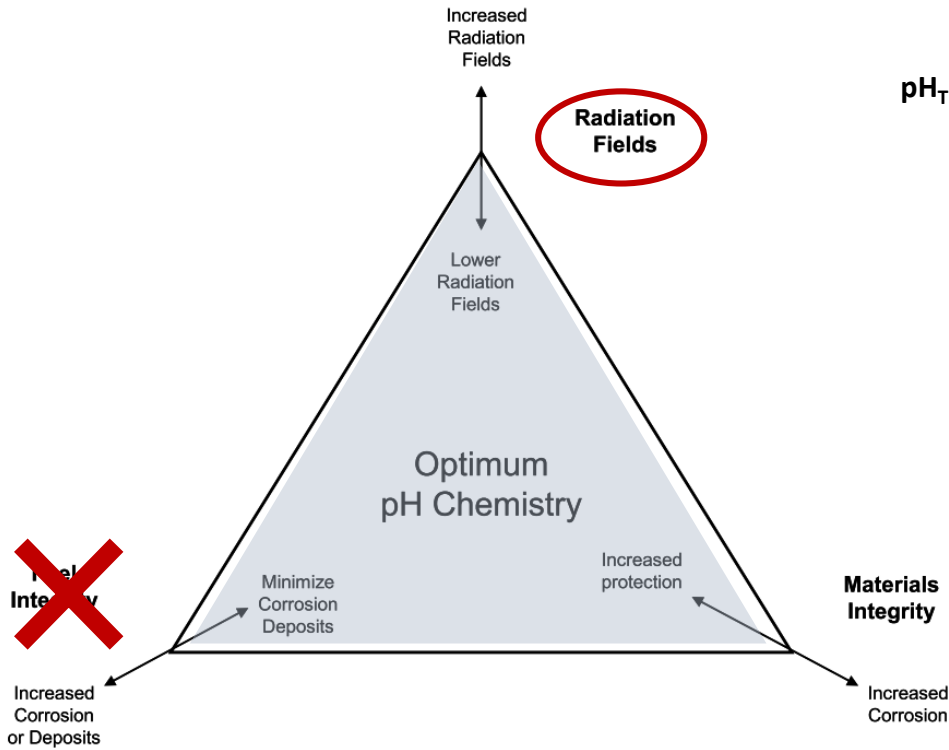 Increased
Radiation
Fields
pH_T
Radiation
Fields
Lower
Radiation
Fields
Optimum
pH Chemistry
Increased
protection
Minimize
Corrosion
Deposits
Materials
Integrity
Increased
Corrosion
or Deposits
Increased
Corrosion